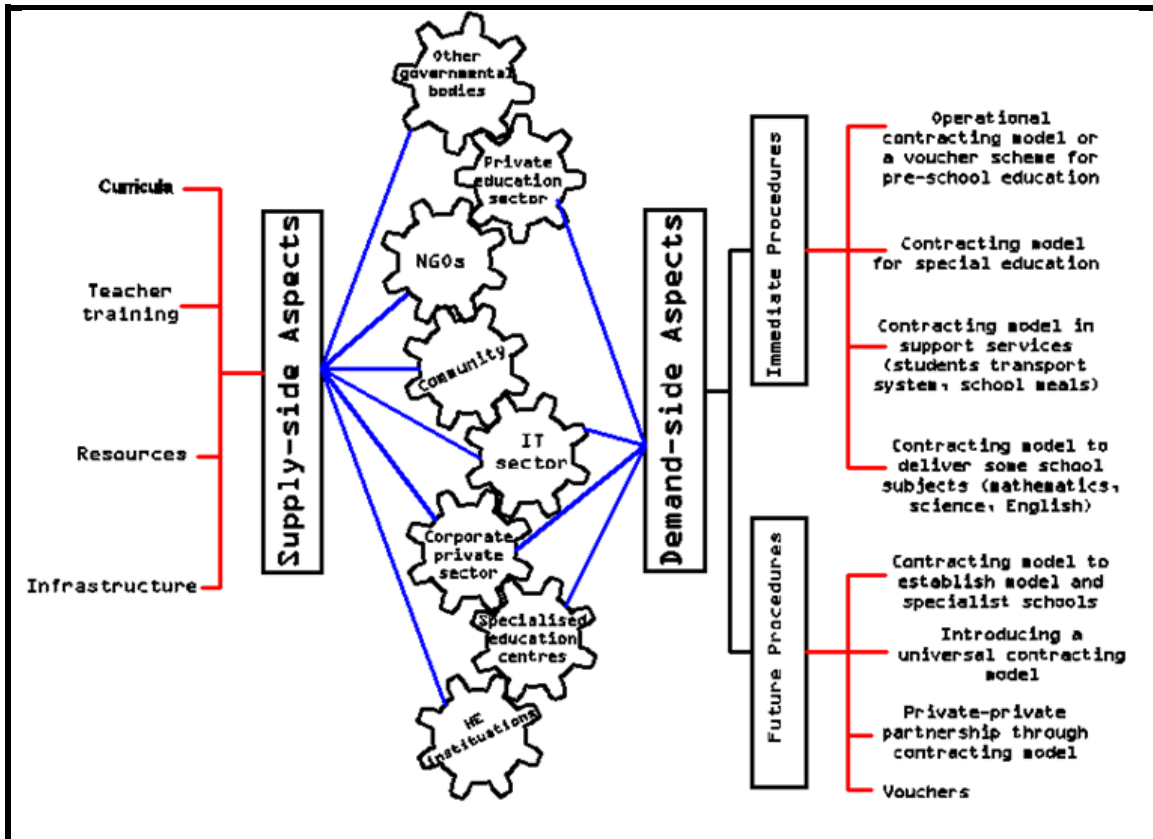 Curricula
Teacher
training
Resources
Infrastructure
Supply-side Aspects
Other
governmental
bodies
Private
education
sector
NGOs
Community
IT
sector
Corporate
private
sector
Specialised
education
centres
HE
instituations
Demand-side Aspects
Immediate Procedures
Operational
contracting model or
a voucher scheme for
pre-school education
Contracting model
for special education
Contracting model in
support services
(students transport
system, school meals)
Contracting model to
deliver some school
subjects (mathematics,
science, English)
Future Procedures
Contracting model to
establish model and
specialist schools
Introducing a
universal contracting
model
Private-private
partnership through
contracting model
Vouchers